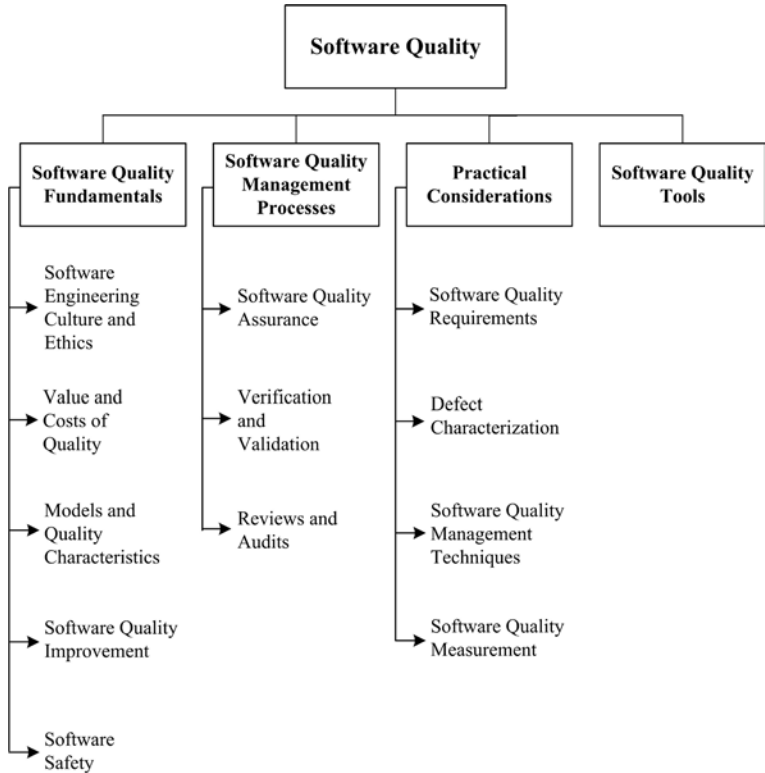 Software Quality
Software Quality
Fundamentals
Software Quality
Management
Processes
Practical
Considerations
Software Quality
Tools
Software
Engineering
Culture and
Ethics
Value and
Costs of
Quality
Models and
Quality
Characteristics
Software Quality
Improvement
Software
Safety
Software Quality
Assurance
Verification
and
Validation
Reviews and
Audits
Software Quality
Requirements
Defect
Characterization
Software Quality
Management
Techniques
Software Quality
Measurement